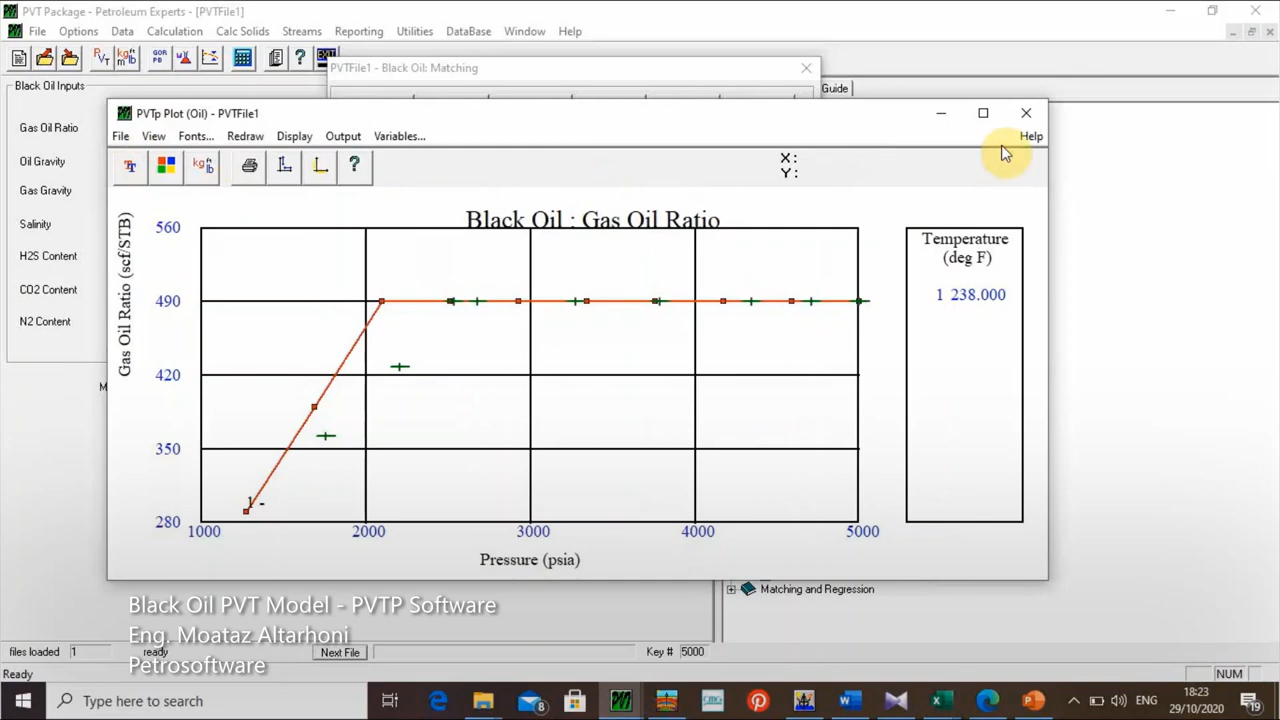 PVT Package - Petroleum Experts - [PVTFile1]
File Options Data Calculation Calc Solids Streams Reporting Utilities DataBase Window Help
PVTFile1 - Black Oil: Matching
Black Oil Inputs
Guide
Gas Oil Ratio
Oil Gravity
Gas Gravity
Salinity
H2S Content
CO2 Content
N2 Content
M
PVTp Plot (Oil) - PVTFile1
File View Fonts... Redraw Display Output Variables... Help
X:
Y:
Black Oil : Gas Oil Ratio
Gas Oil Ratio (scf/STB)
560
490
420
350
280
1000 2000 3000 4000 5000
Pressure (psia)
1
Temperature
(deg F)
1 238.000
Matching and Regression
Black Oil PVT Model - PVTP Software
Eng. Moataz Altarhoni
Petrosoftware
files loaded 1 ready Next File Key # 5000
Ready NUM
Type here to search
8
ENG
18:23
29/10/2020
19